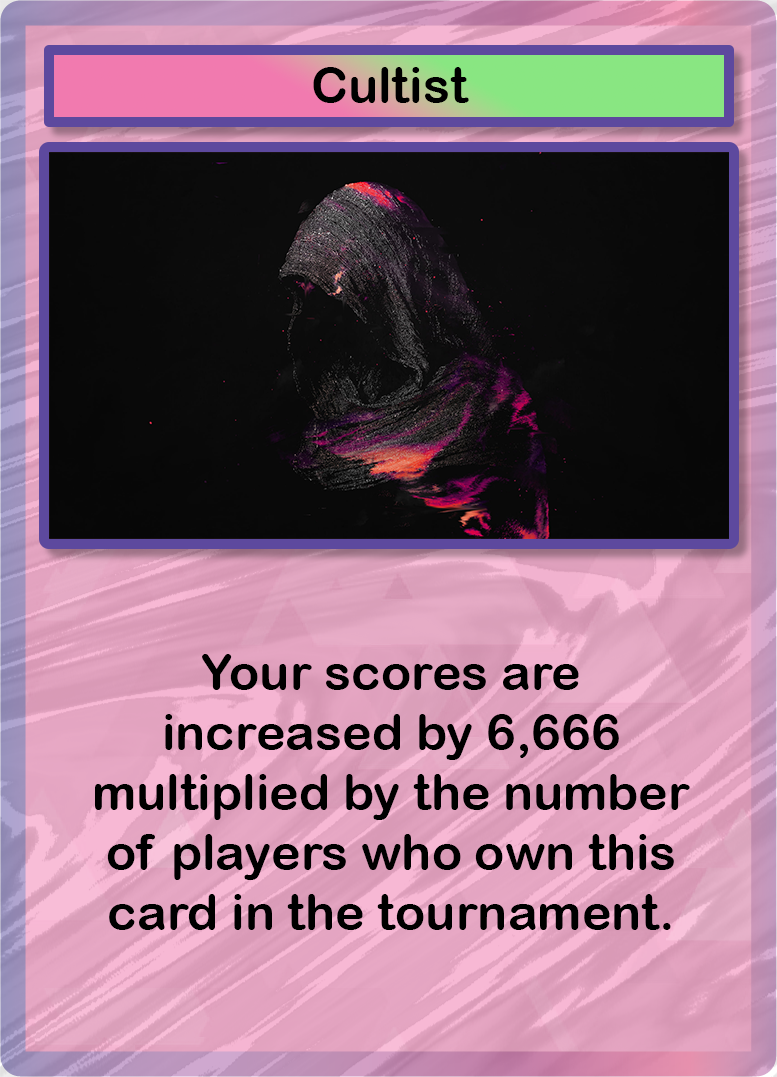 Cultist
Your scores are
increased by 6,666
multiplied by the number
of players who own this
card in the tournament.